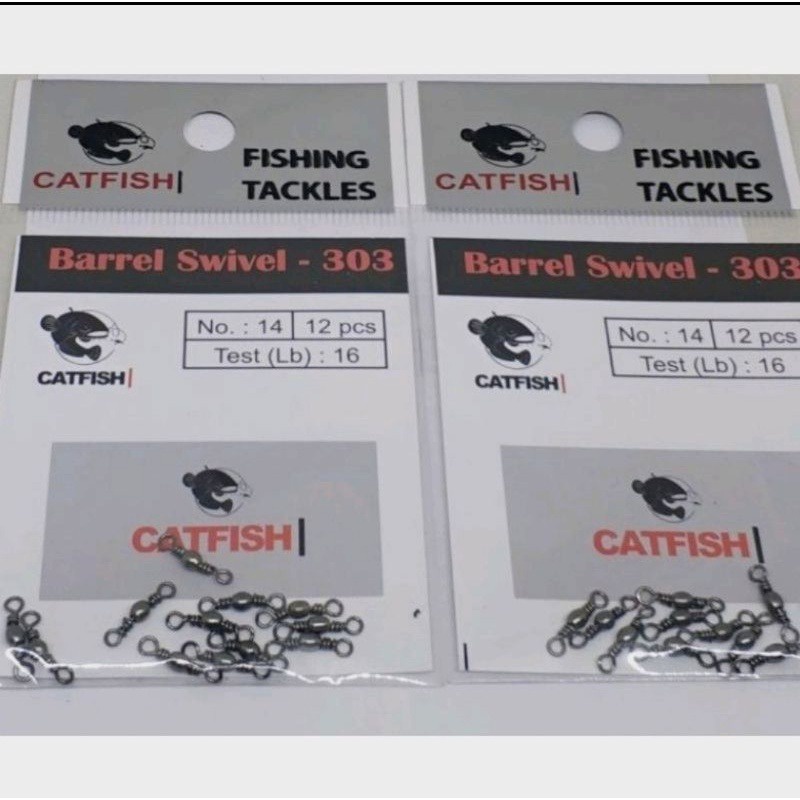 CATFISH
FISHING
TACKLES
Barrel Swivel - 303
No. : 14 12 pcs
Test (Lb) : 16
CATFISH
CATFISH
CATFISH
FISHING
TACKLES
Barrel Swivel - 303
No. : 14 12 pcs
Test (Lb) : 16
CATFISH
CATFISH